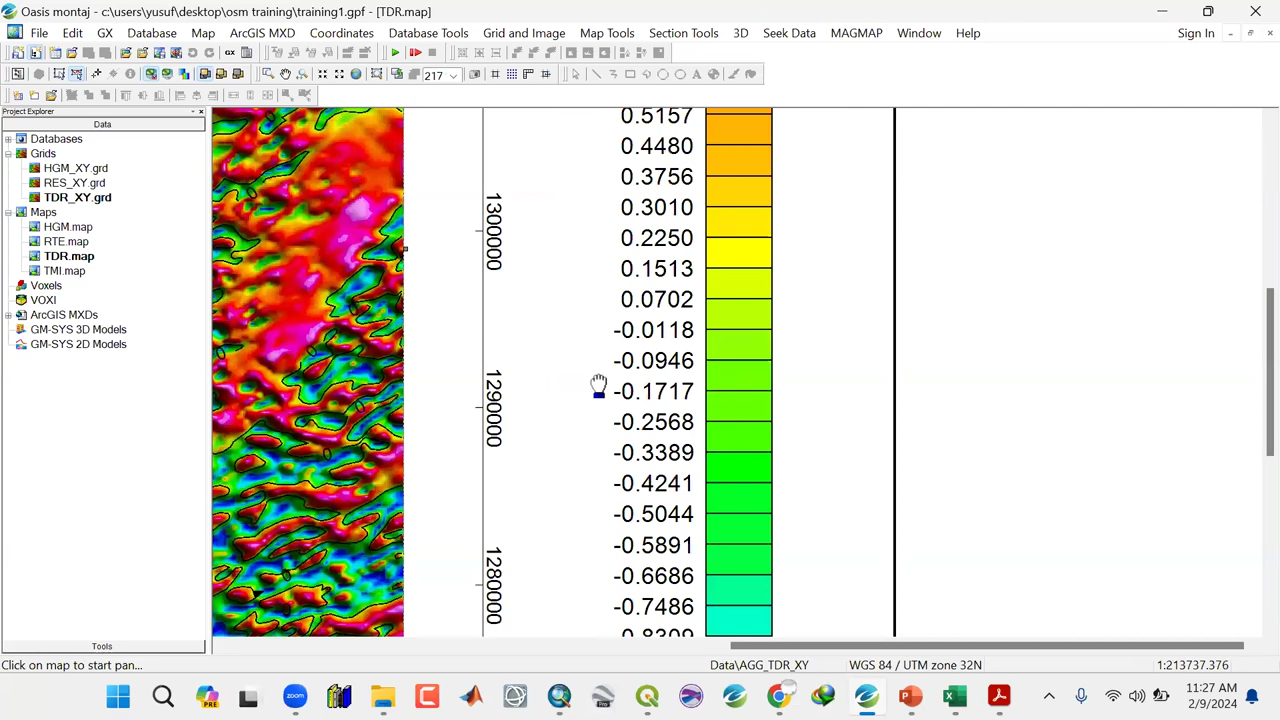 Oasis montaj - c:\users\yusuf\desktop\osm training\training1.gpf - [TDR.map]
File Edit GX Database Map ArcGIS MXD Coordinates Database Tools Grid and Image Map Tools Section Tools 3D Seek Data MAGMAP Window Help Sign In
GX
217
Project Explorer
Data
Databases
Grids
HGM_XY.grd
RES_XY.grd
TDR_XY.grd
Maps
HGM.map
RTE.map
TDR.map
TMI.map
Voxels
VOXI
ArcGIS MXDs
GM-SYS 3D Models
GM-SYS 2D Models
Tools
1300000
1290000
1280000
0.5157
0.4480
0.3756
0.3010
0.2250
0.1513
0.0702
-0.0118
-0.0946
-0.1717
-0.2568
-0.3389
-0.4241
-0.5044
-0.5891
-0.6686
-0.7486
-0.8309
Click on map to start pan...
Data\AGG_TDR_XY
WGS 84 / UTM zone 32N
1:213737.376
PRE
zoom
Pro
11:27 AM
2/9/2024